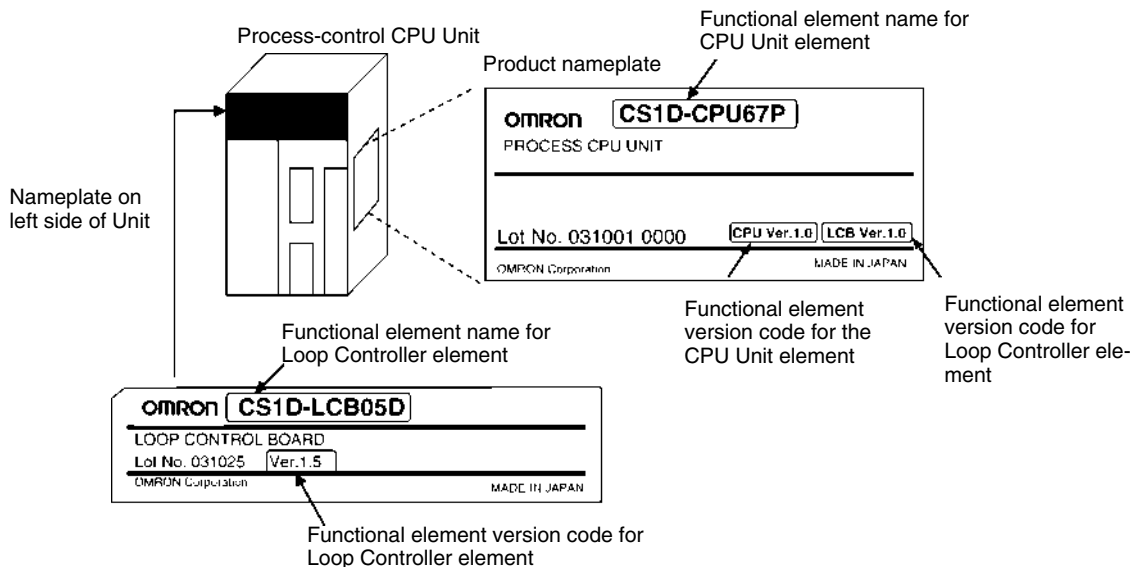 Functional element name for
CPU Unit element
Process-control CPU Unit
Product nameplate
OMRON CS1D-CPU67P
PROCESS CPU UNIT
Lot No. 031001 0000 CPU Ver.1.0 LCB Ver.1.0
OMRON Corporation MADE IN JAPAN
Nameplate on
left side of Unit
Functional element
version code for the
CPU Unit element
Functional element
version code for
Loop Controller ele-
ment
Functional element name for
Loop Controller element
OMRON CS1D-LCB05D
LOOP CONTROL BOARD
Lot No. 031025 Ver.1.5
OMRON Corporation MADE IN JAPAN
Functional element version code for
Loop Controller element